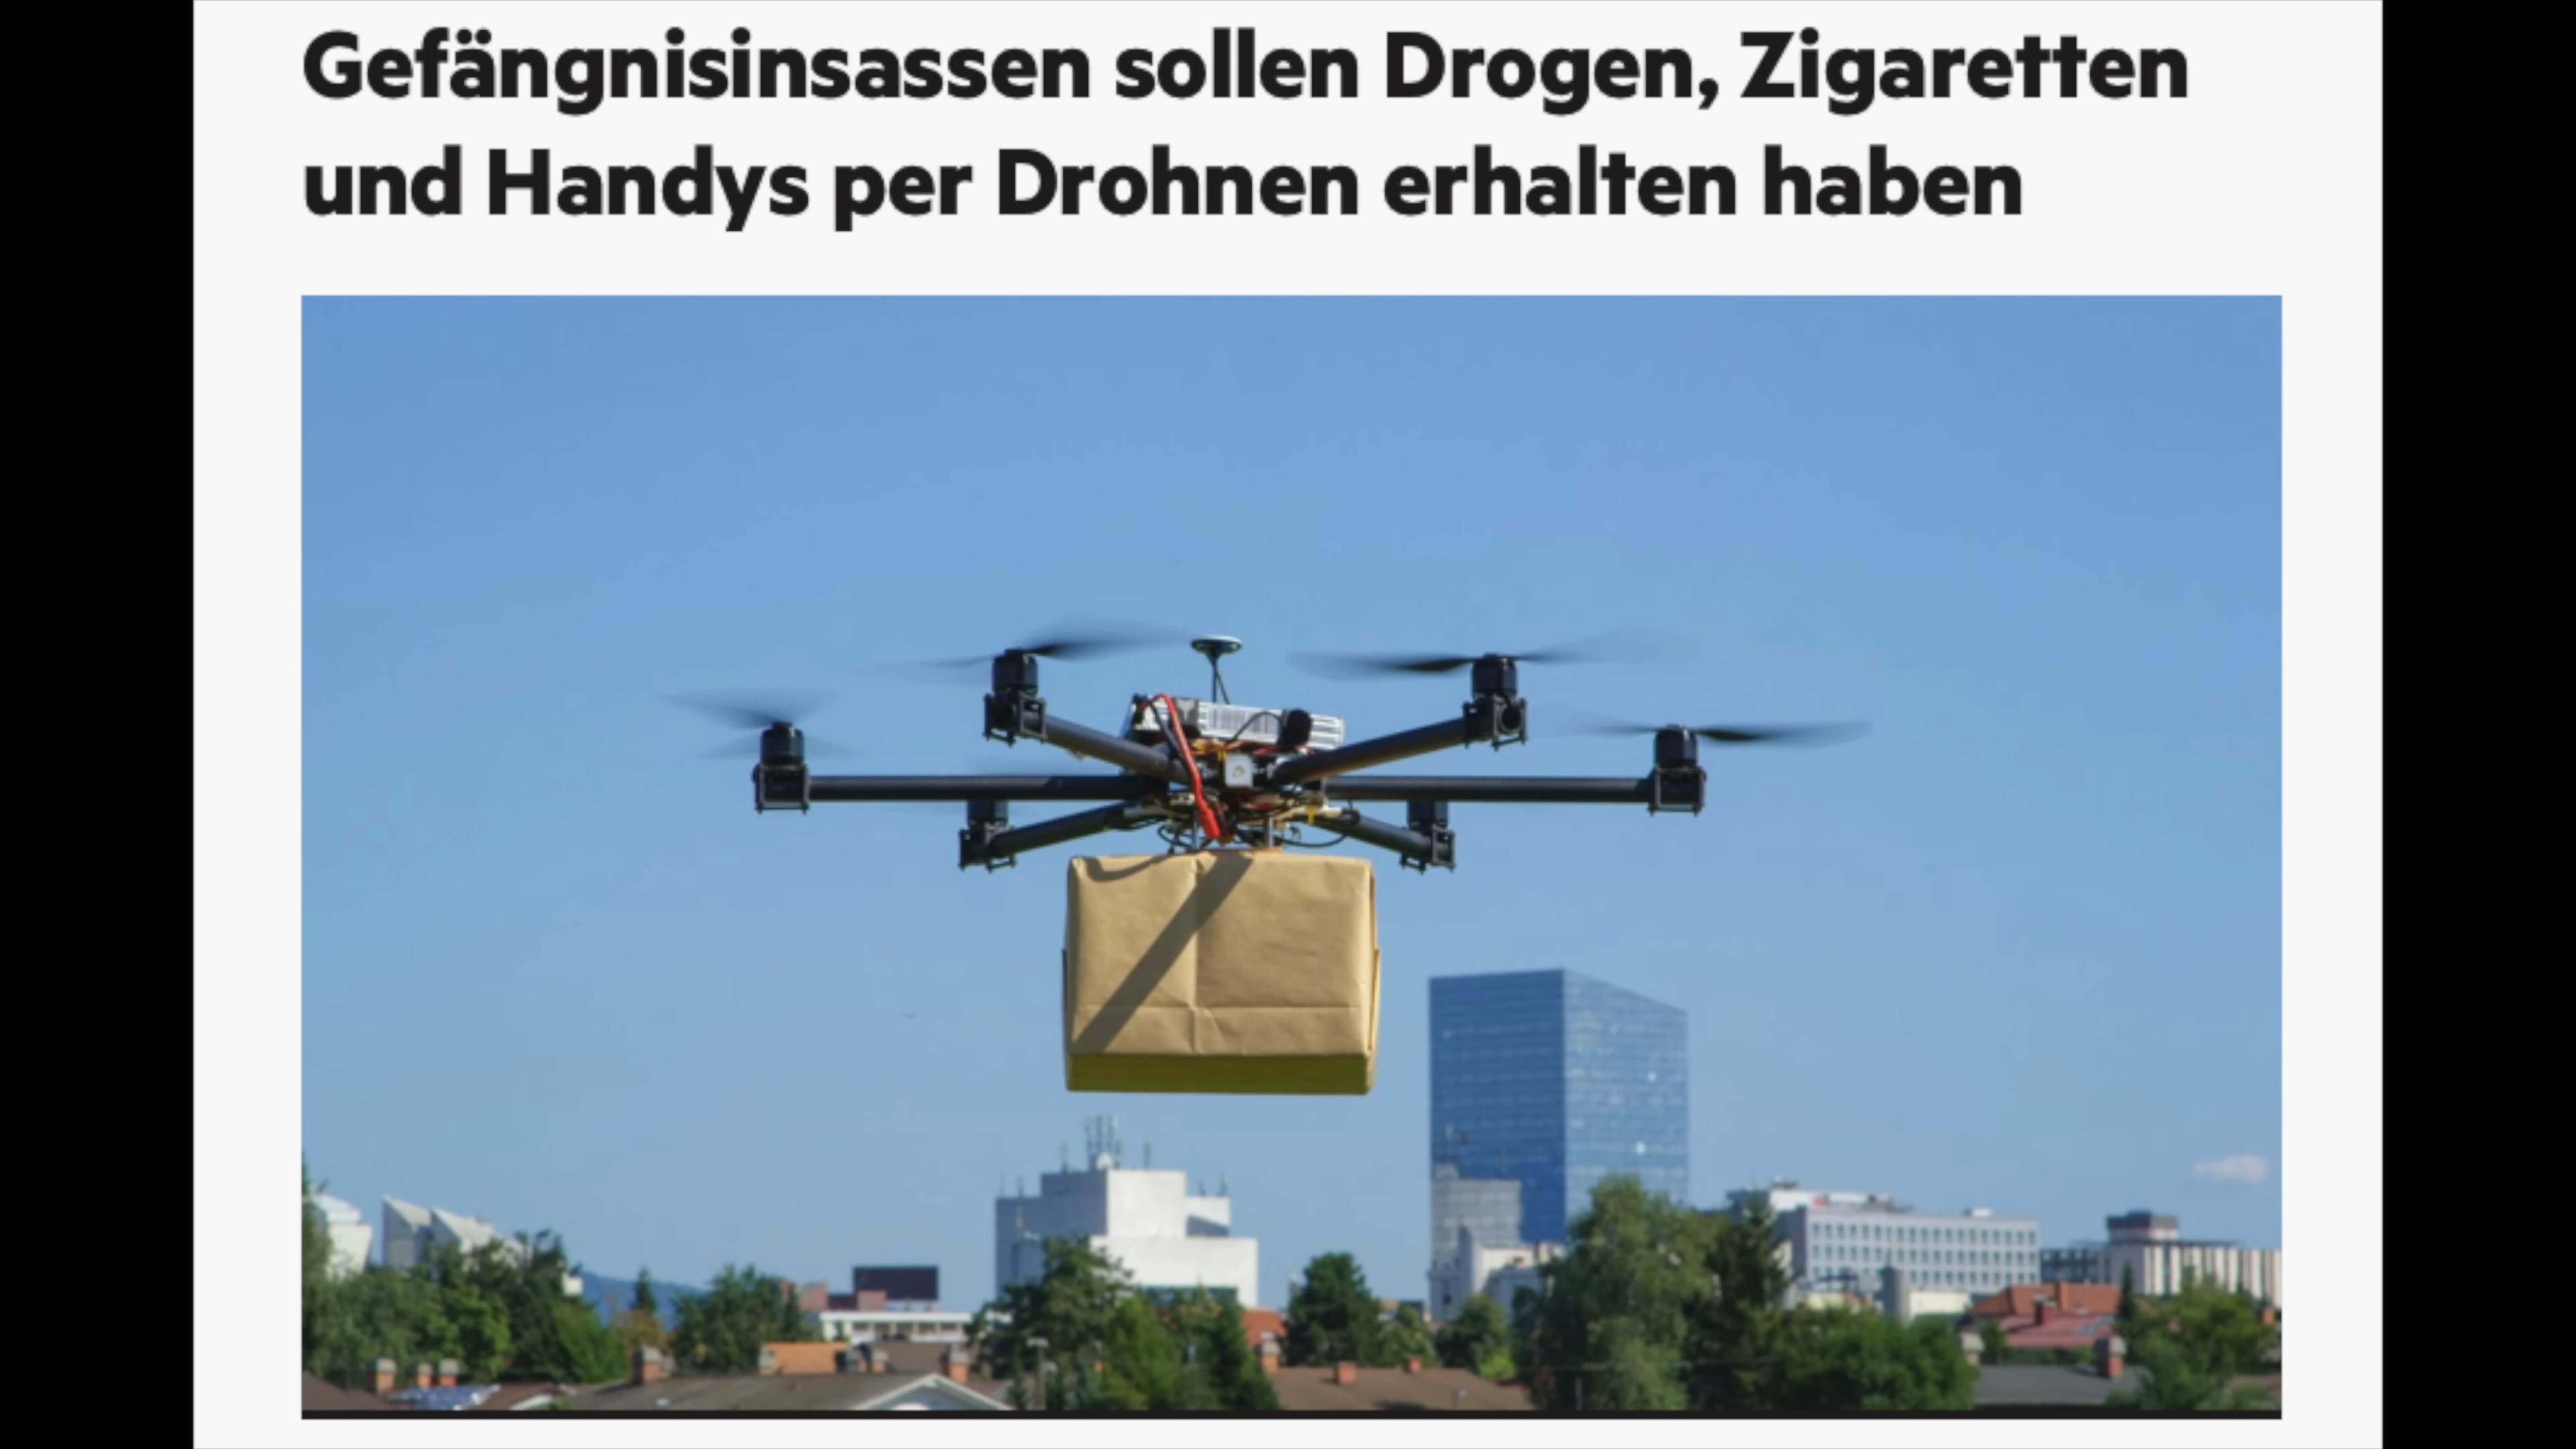 Gefängnisinsassen sollen Drogen, Zigaretten
und Handys per Drohnen erhalten haben